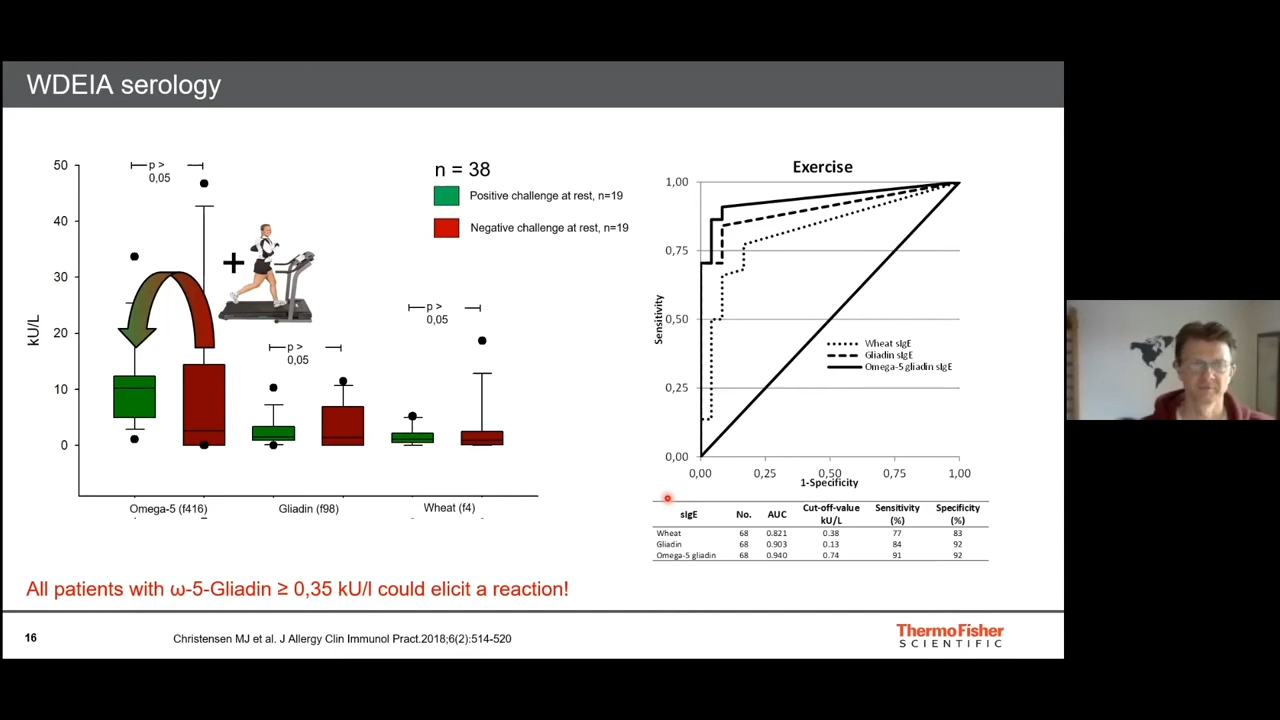 WDEIA serology
50
40
30
20
10
0
kU/L
p >
0,05
p >
0,05
p >
0,05
n = 38
Positive challenge at rest, n=19
Negative challenge at rest, n=19
+
Omega-5 (f416)
Gliadin (f98)
Wheat (f4)
Exercise
1,00
0,75
0,50
0,25
0,00
Sensitivity
Wheat sIgE
Gliadin sIgE
Omega-5 gliadin sIgE
0,00 0,25 0,50 0,75 1,00
1-Specificity
sIgE No. AUC Cut-off-value kU/L Sensitivity (%) Specificity (%)
Wheat 68 0.821 0.38 77 83
Gliadin 68 0.903 0.13 84 92
Omega-5 gliadin 68 0.940 0.74 91 92
All patients with ω-5-Gliadin ≥ 0,35 kU/l could elicit a reaction!
16
Christensen MJ et al. J Allergy Clin Immunol Pract.2018;6(2):514-520
ThermoFisher
SCIENTIFIC